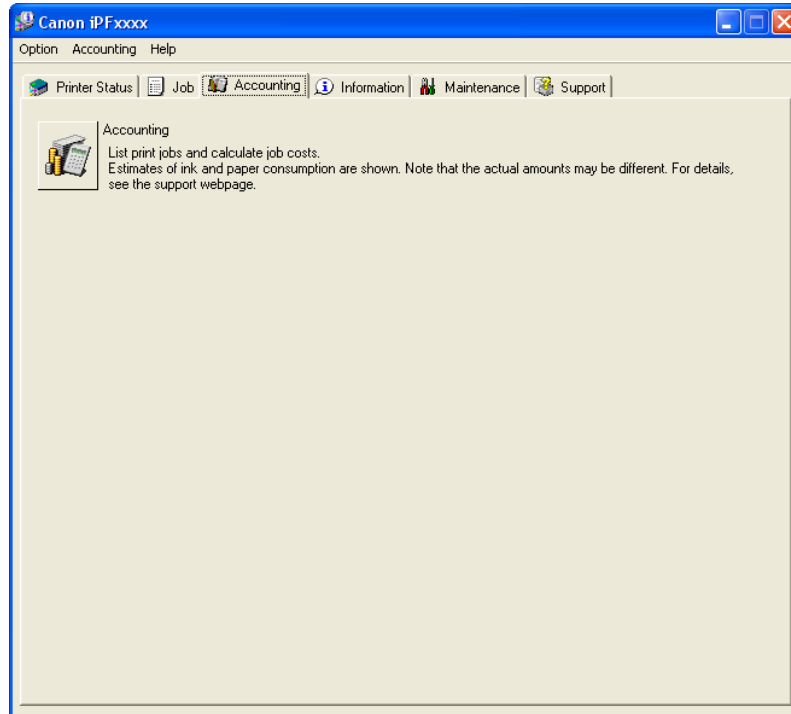 Canon iPFxxxx
Option Accounting Help
Printer Status Job Accounting Information Maintenance Support
Accounting
List print jobs and calculate job costs.
Estimates of ink and paper consumption are shown. Note that the actual amounts may be different. For details,
see the support webpage.